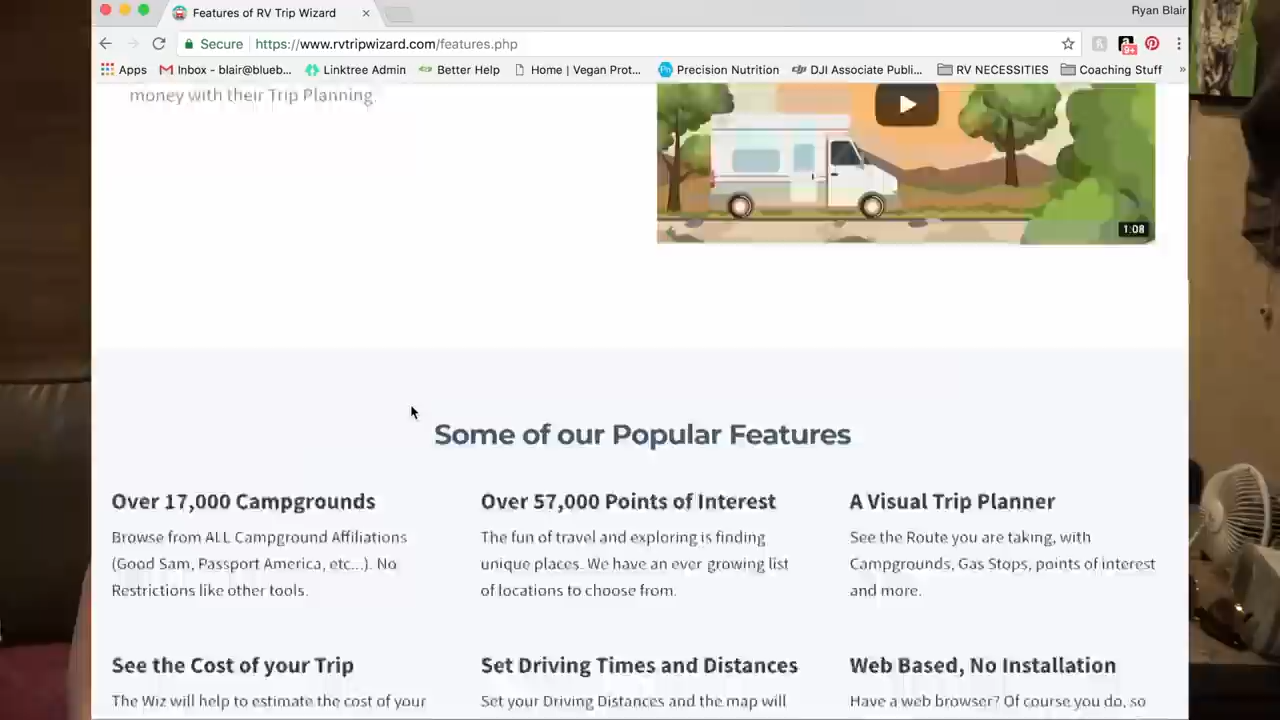 Features of RV Trip Wizard
Ryan Blair
Secure https://www.rvtripwizard.com/features.php
9+
Apps Inbox - blair@blueb... Linktree Admin Better Help Home | Vegan Prot... Pn Precision Nutrition DJI Associate Publi... RV NECESSITIES Coaching Stuff »
money with their Trip Planning.
1:08
Some of our Popular Features
Over 17,000 Campgrounds
Browse from ALL Campground Affiliations
(Good Sam, Passport America, etc...). No
Restrictions like other tools.
Over 57,000 Points of Interest
The fun of travel and exploring is finding
unique places. We have an ever growing list
of locations to choose from.
A Visual Trip Planner
See the Route you are taking, with
Campgrounds, Gas Stops, points of interest
and more.
See the Cost of your Trip
The Wiz will help to estimate the cost of your
Set Driving Times and Distances
Set your Driving Distances and the map will
Web Based, No Installation
Have a web browser? Of course you do, so